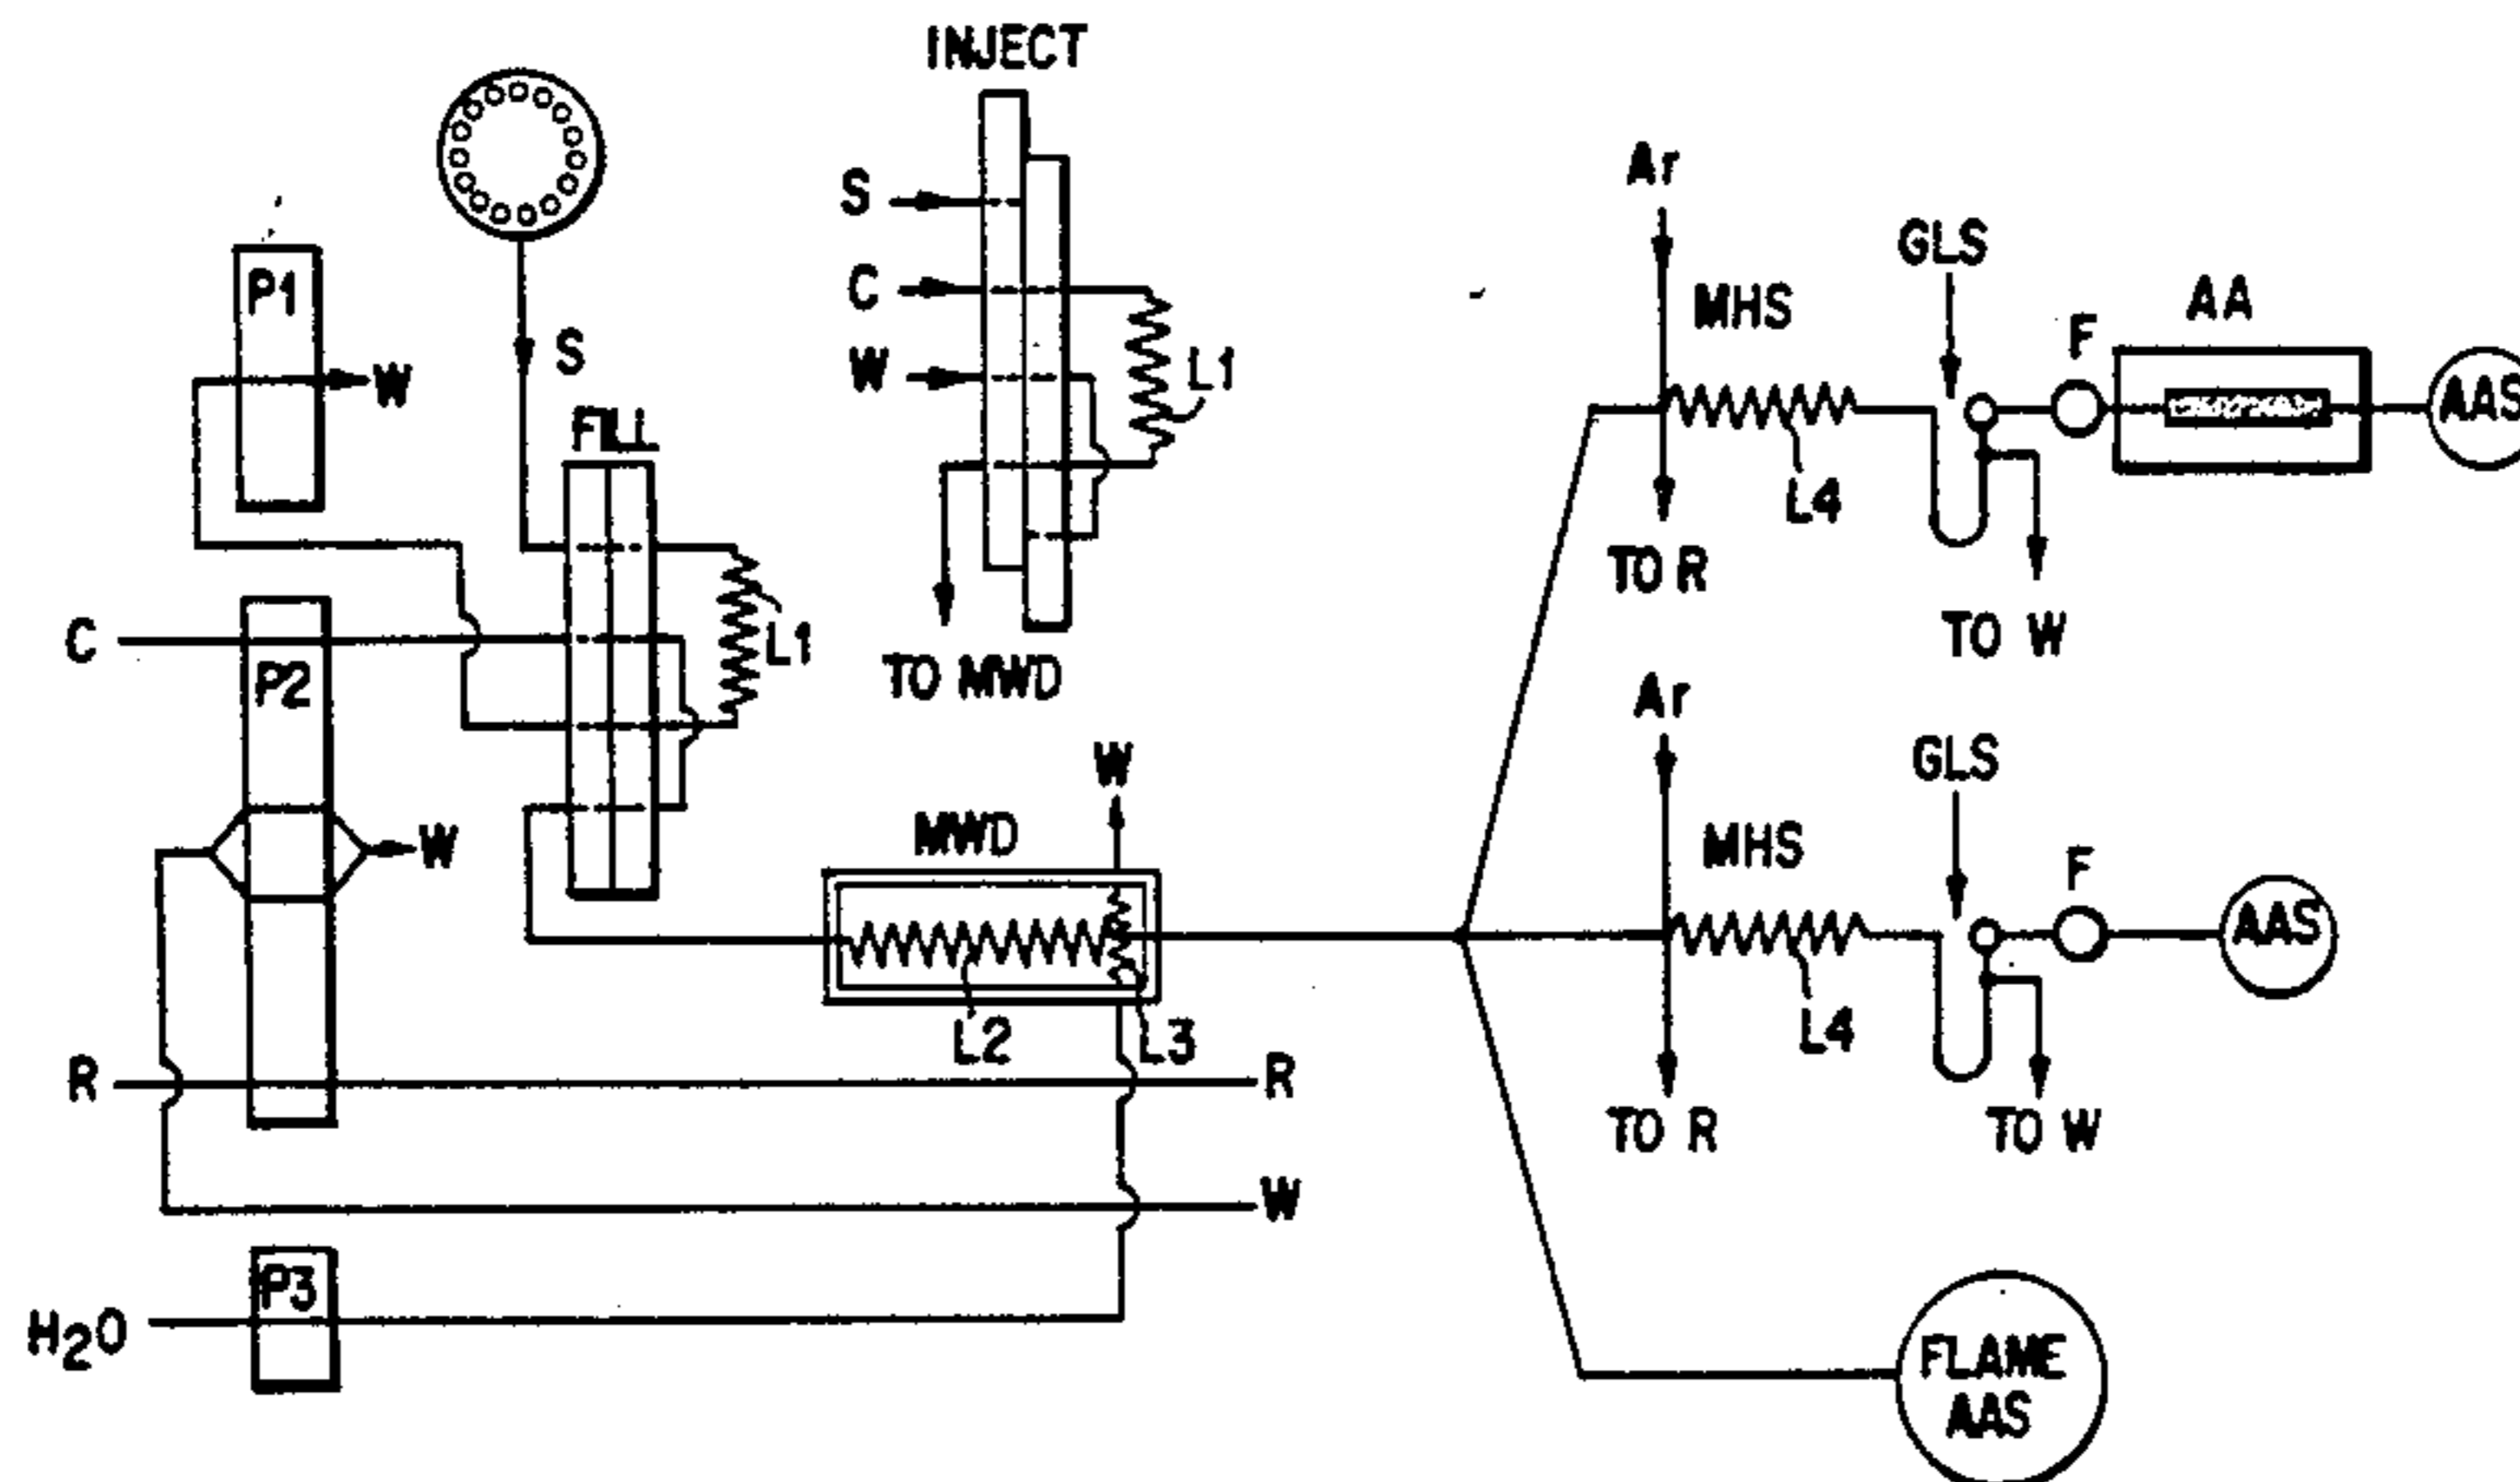 INJECT
P1
W
S
FILL
L1
C
P2
W
R
R
W
H2O
P3
S
C
W
L1
TO MWD
MWD
W
L2
L3
Ar
MHS
GLS
F
AA
AAS
L4
TO R
TO W
Ar
MHS
GLS
F
AAS
L4
TO R
TO W
FLAME
AAS